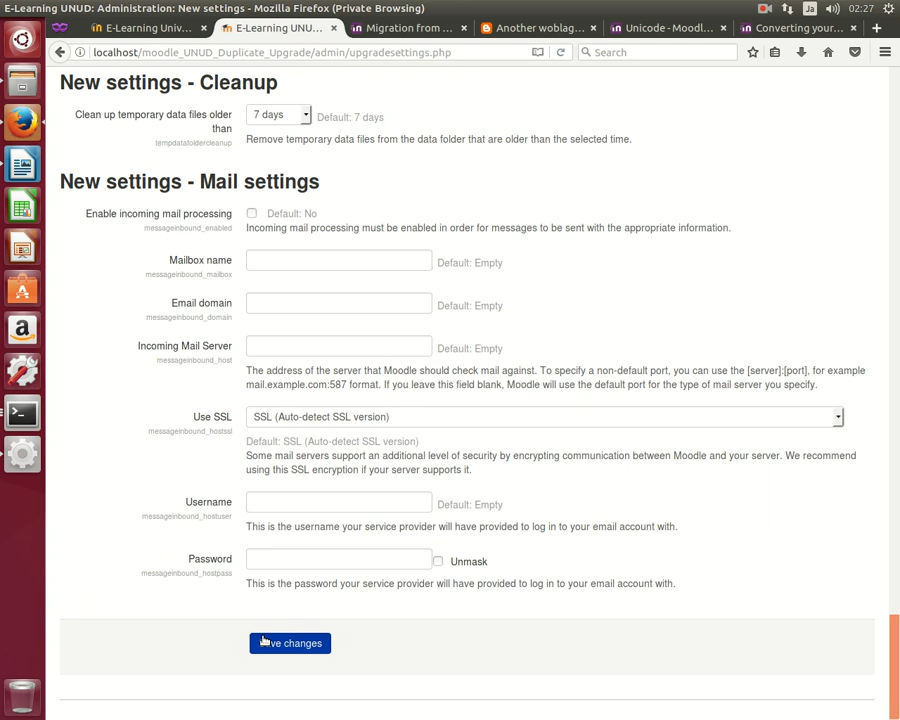 E-Learning UNUD: Administration: New settings - Mozilla Firefox (Private Browsing)
Ja
02:27
E-Learning Univ...
E-Learning UNU...
Migration from ...
Another woblag...
Unicode - Moodl...
Converting your...
localhost/moodle_UNUD_Duplicate_Upgrade/admin/upgradesettings.php
Search
New settings - Cleanup
Clean up temporary data files older than
tempdatafoldercleanup
7 days
Default: 7 days
Remove temporary data files from the data folder that are older than the selected time.
New settings - Mail settings
Enable incoming mail processing
messageinbound_enabled
Default: No
Incoming mail processing must be enabled in order for messages to be sent with the appropriate information.
Mailbox name
messageinbound_mailbox
Default: Empty
Email domain
messageinbound_domain
Default: Empty
Incoming Mail Server
messageinbound_host
Default: Empty
The address of the server that Moodle should check mail against. To specify a non-default port, you can use the [server]:[port], for example
mail.example.com:587 format. If you leave this field blank, Moodle will use the default port for the type of mail server you specify.
Use SSL
messageinbound_hostssl
SSL (Auto-detect SSL version)
Default: SSL (Auto-detect SSL version)
Some mail servers support an additional level of security by encrypting communication between Moodle and your server. We recommend
using this SSL encryption if your server supports it.
Username
messageinbound_hostuser
Default: Empty
This is the username your service provider will have provided to log in to your email account with.
Password
messageinbound_hostpass
Unmask
This is the password your service provider will have provided to log in to your email account with.
ve changes